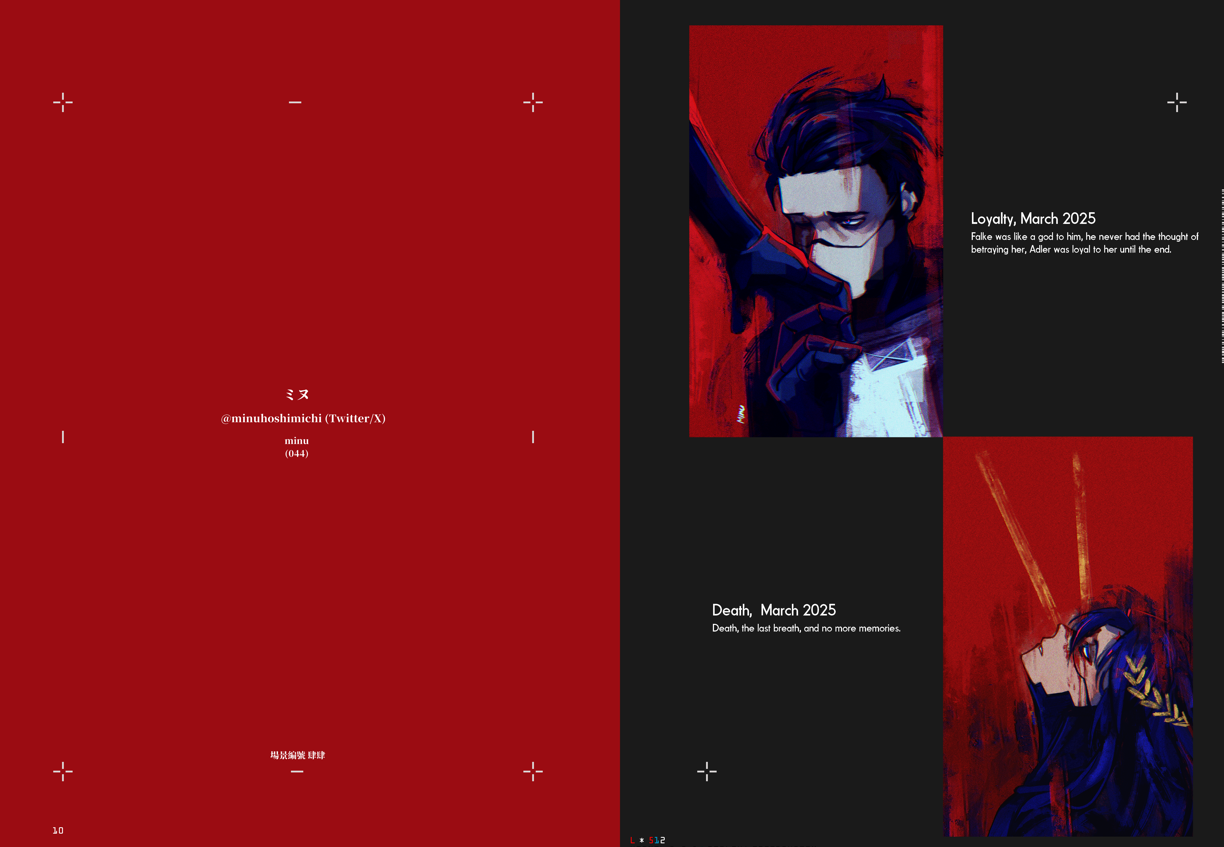 ミヌ
@minuhoshimichi (Twitter/X)
minu
(044)
場景編號 肆肆
10
MINU
Loyalty, March 2025
Falke was like a god to him, he never had the thought of
betraying her, Adler was loyal to her until the end.
Death, March 2025
Death, the last breath, and no more memories.
L * S12